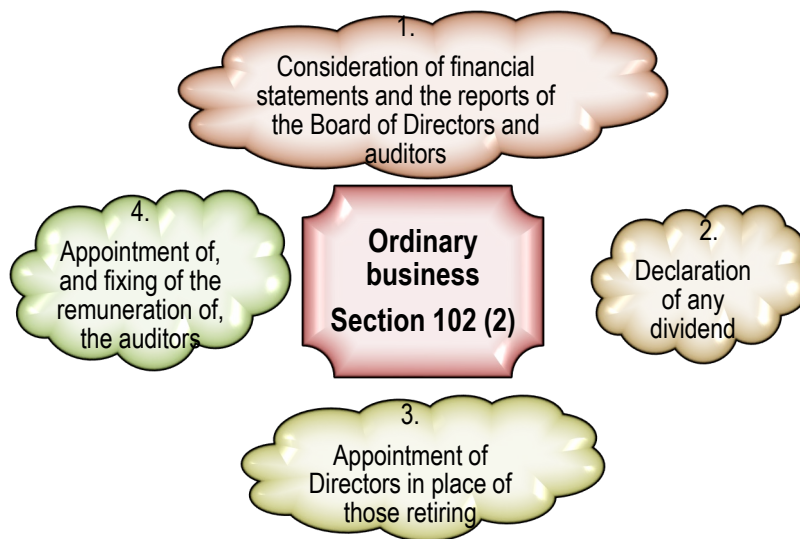 1.
Consideration of financial
statements and the reports of
the Board of Directors and
auditors
4.
Appointment of,
and fixing of the
remuneration of,
the auditors
Ordinary
business
Section 102 (2)
2.
Declaration
of any
dividend
3.
Appointment of
Directors in place of
those retiring